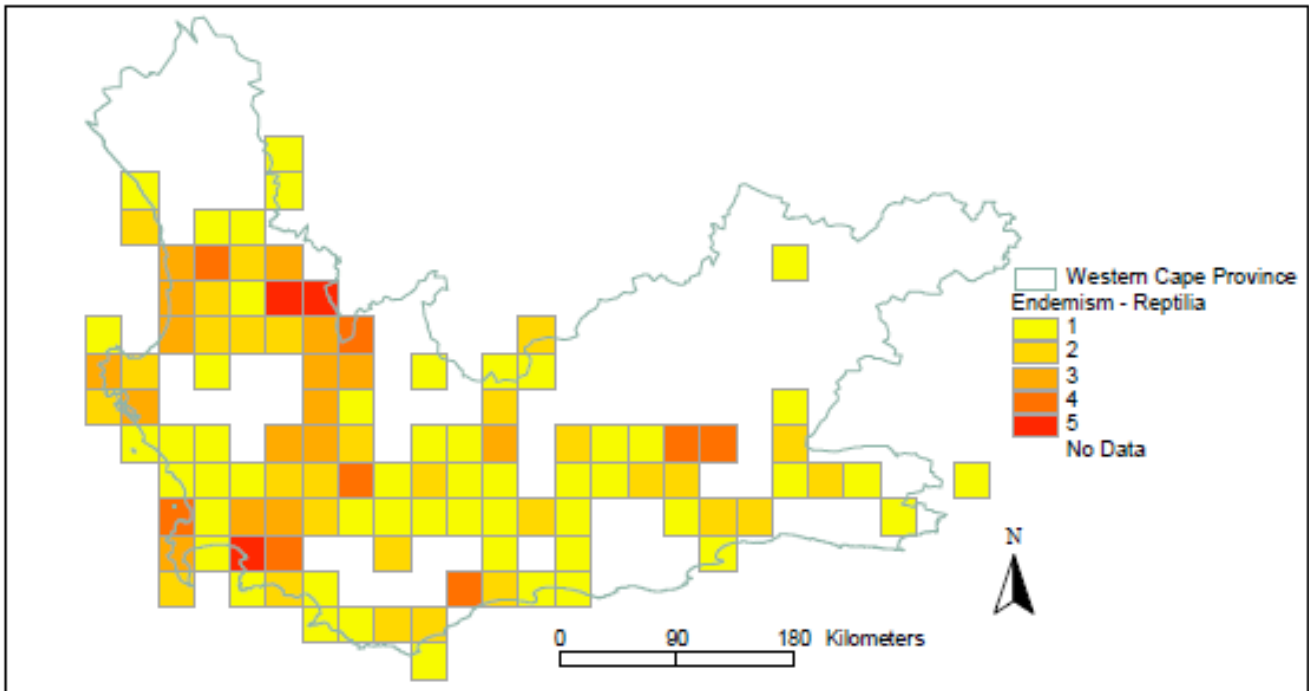 Western Cape Province
Endemism - Reptilia
1
2
3
4
5
No Data
N
0 90 180 Kilometers